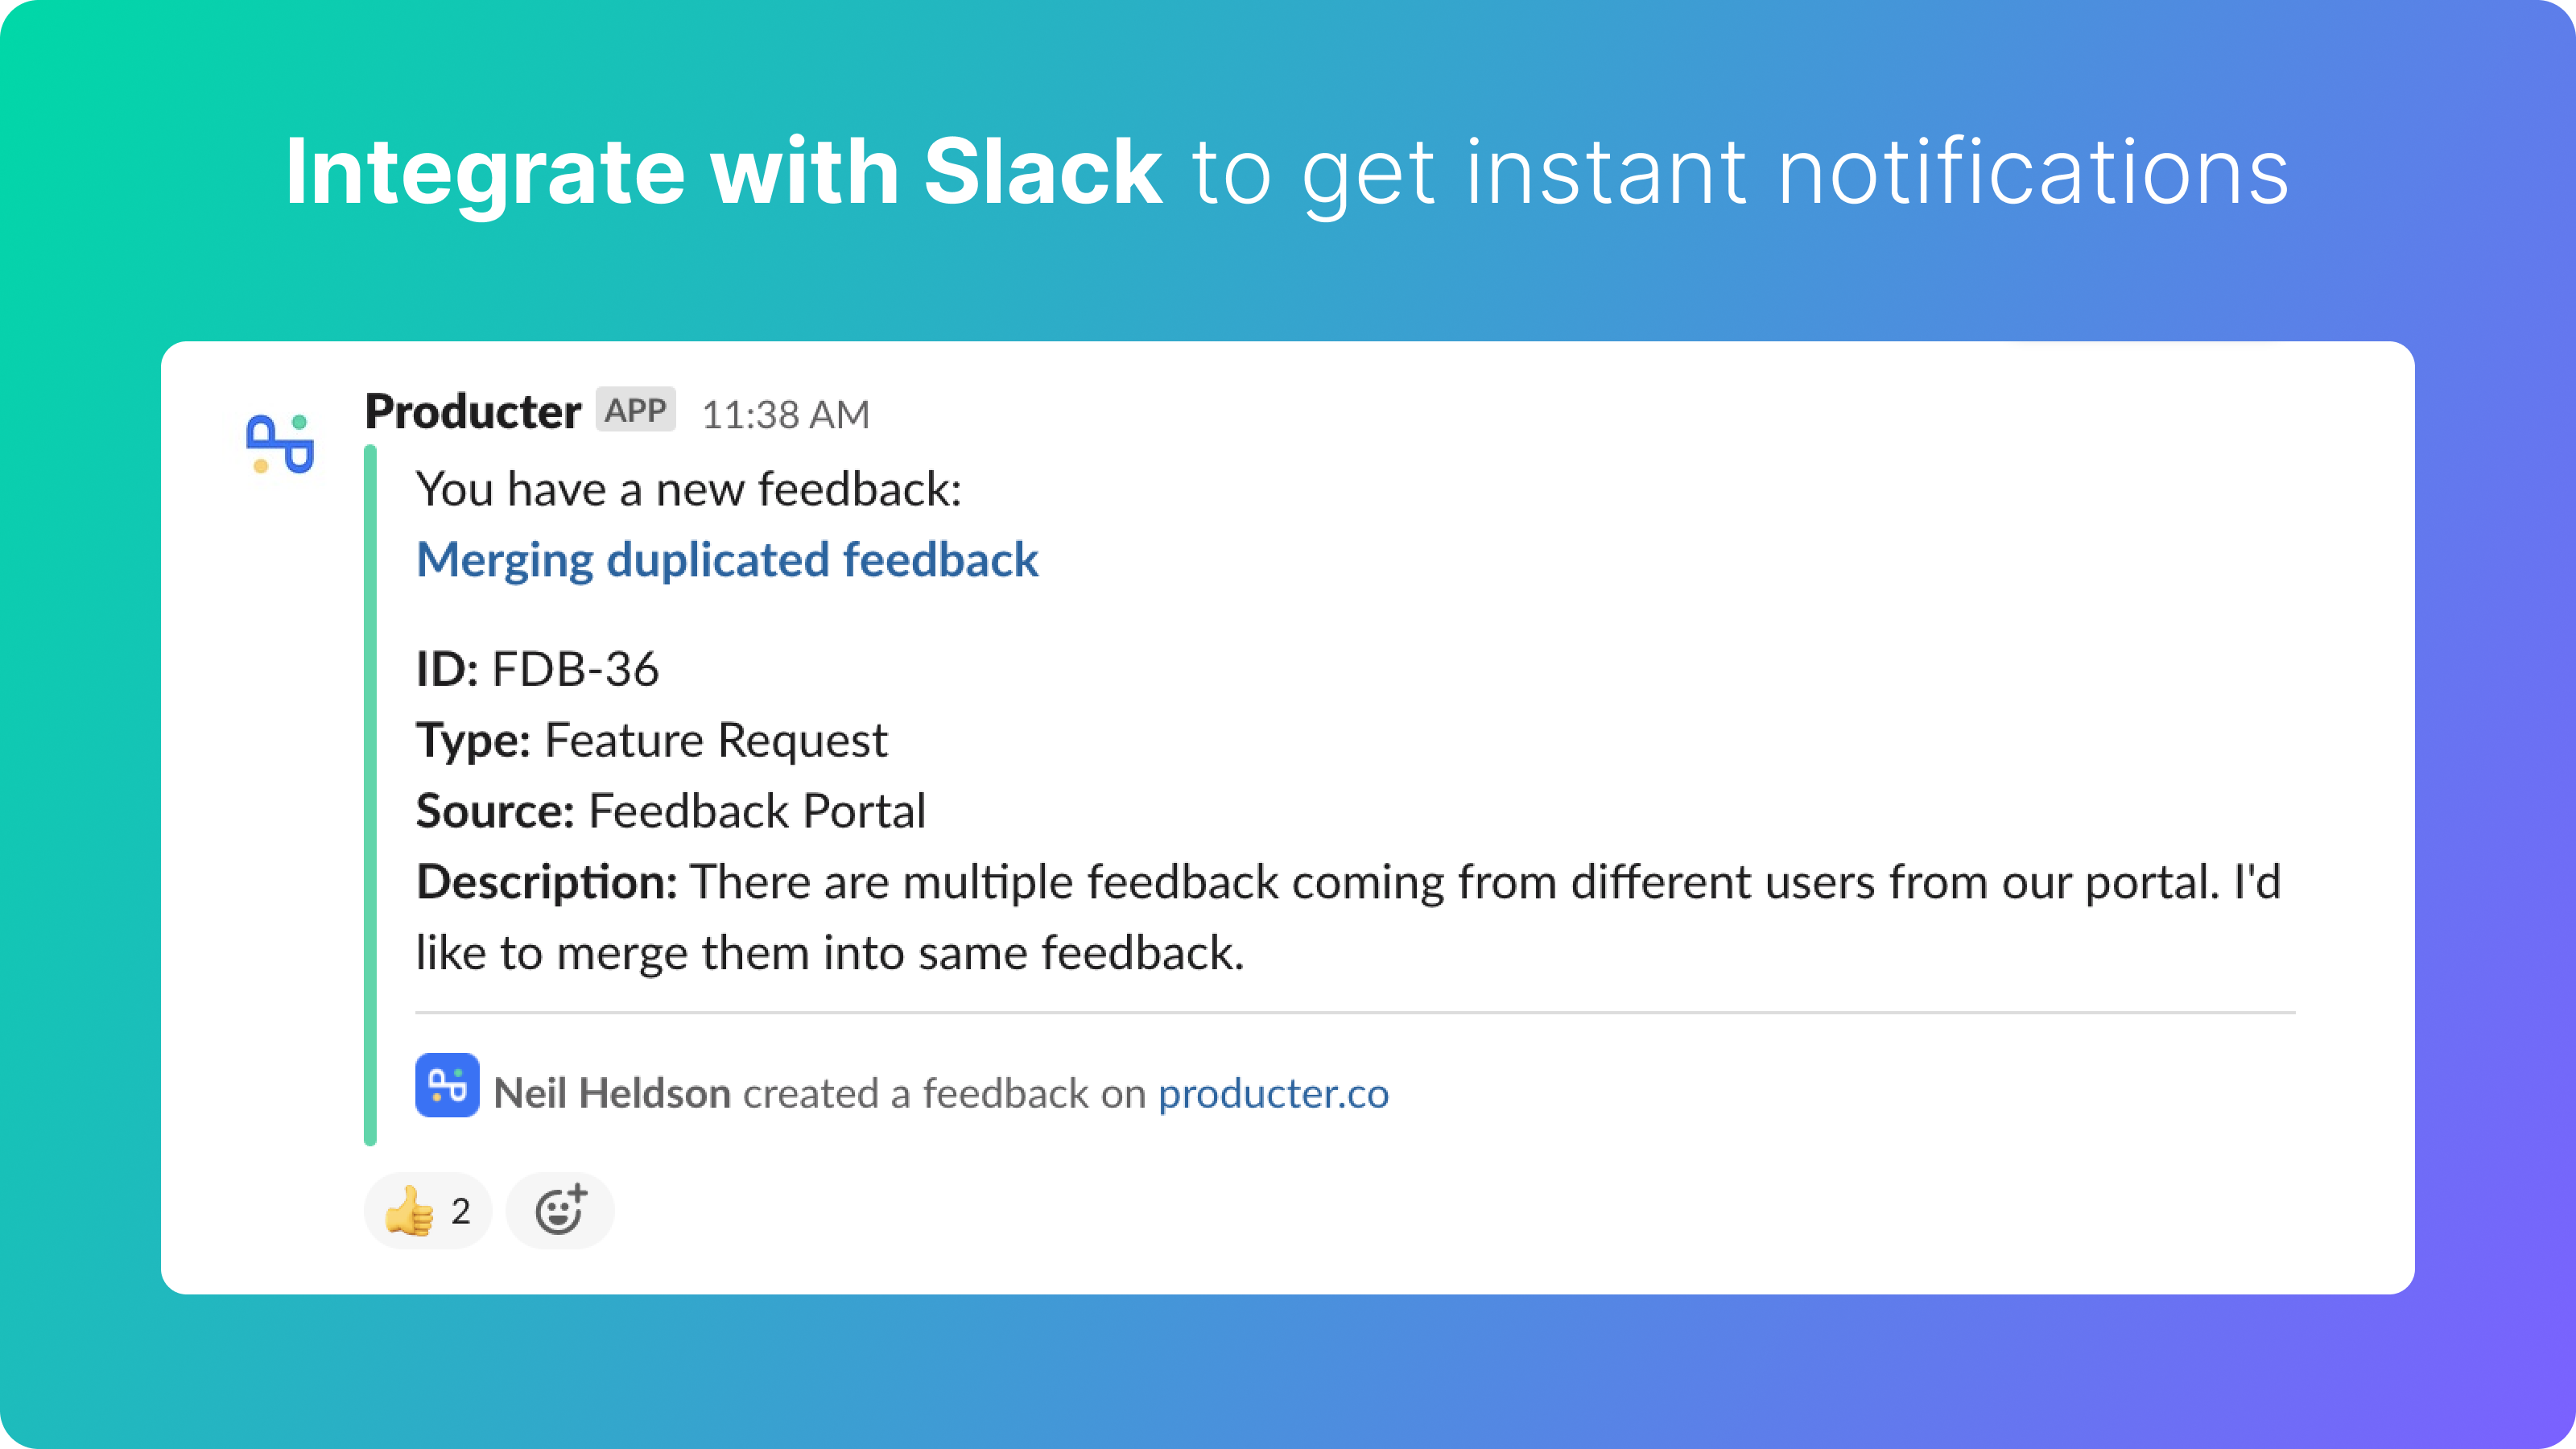 Integrate with Slack to get instant notifications
Producter APP 11:38 AM
You have a new feedback:
Merging duplicated feedback
ID: FDB-36
Type: Feature Request
Source: Feedback Portal
Description: There are multiple feedback coming from different users from our portal. I'd
like to merge them into same feedback.
Neil Heldson created a feedback on producter.co
2